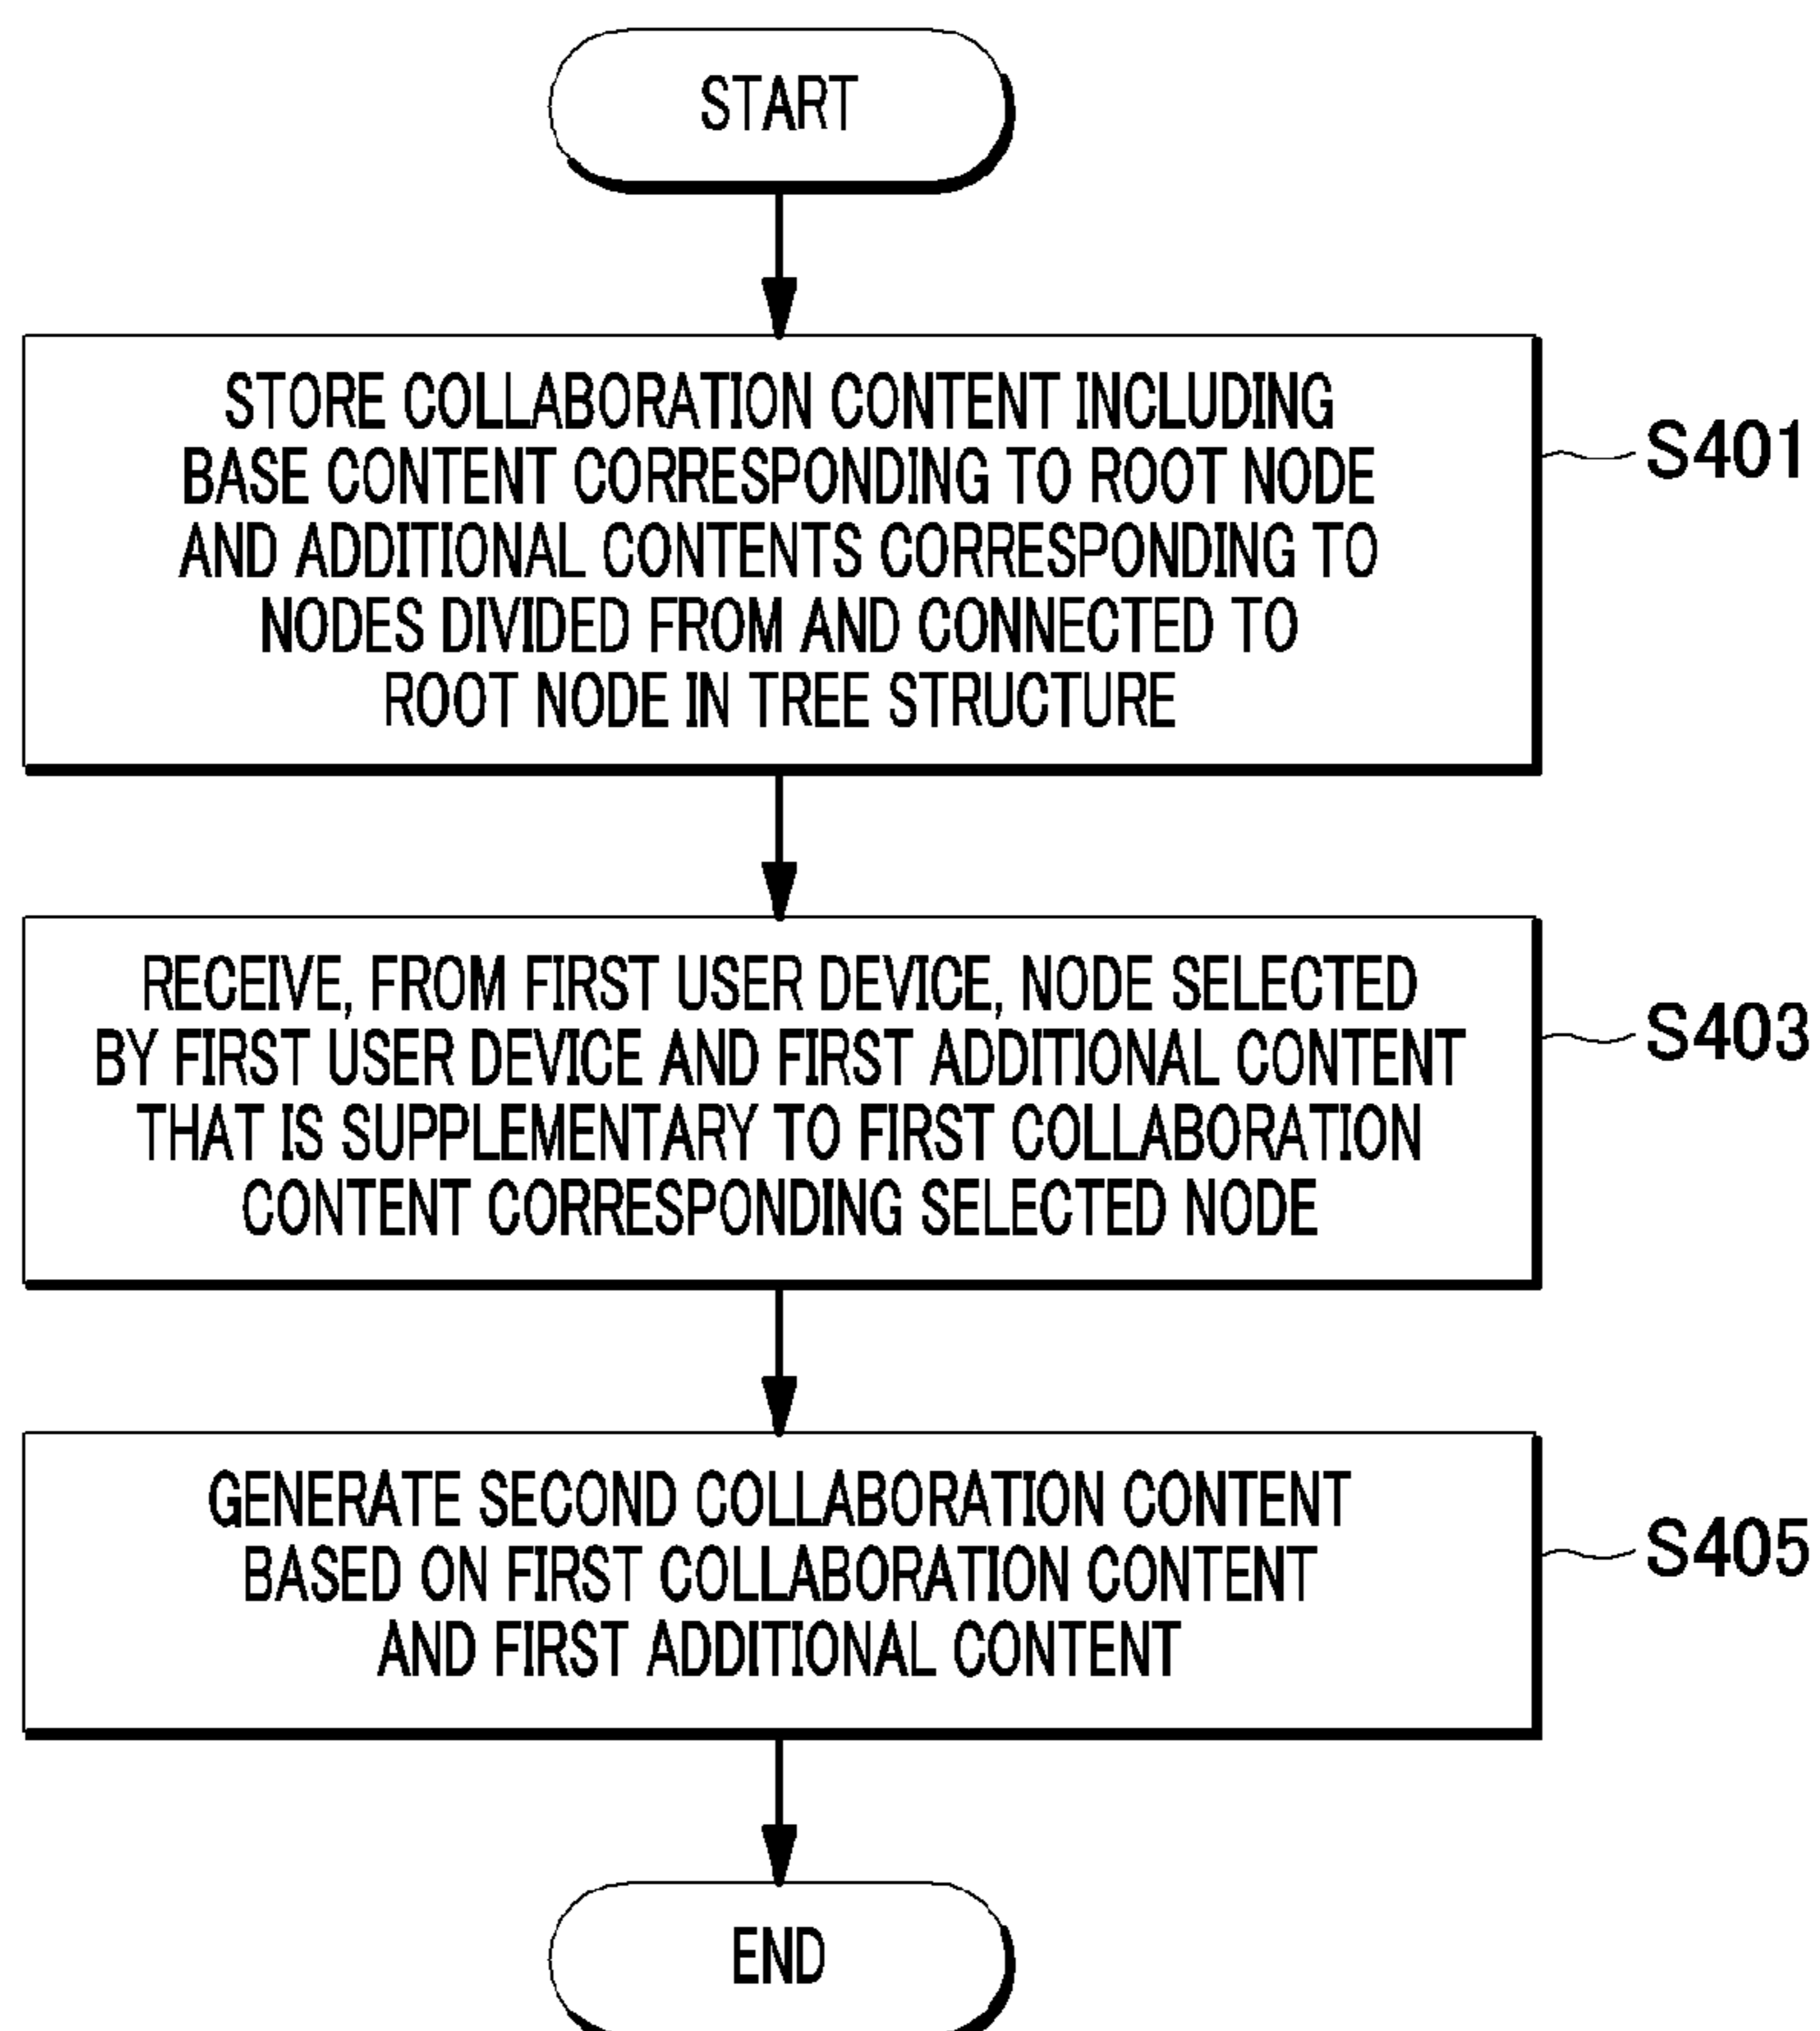 START
STORE COLLABORATION CONTENT INCLUDING
BASE CONTENT CORRESPONDING TO ROOT NODE
AND ADDITIONAL CONTENTS CORRESPONDING TO
NODES DIVIDED FROM AND CONNECTED TO
ROOT NODE IN TREE STRUCTURE
S401
RECEIVE, FROM FIRST USER DEVICE, NODE SELECTED
BY FIRST USER DEVICE AND FIRST ADDITIONAL CONTENT
THAT IS SUPPLEMENTARY TO FIRST COLLABORATION
CONTENT CORRESPONDING SELECTED NODE
S403
GENERATE SECOND COLLABORATION CONTENT
BASED ON FIRST COLLABORATION CONTENT
AND FIRST ADDITIONAL CONTENT
S405
END